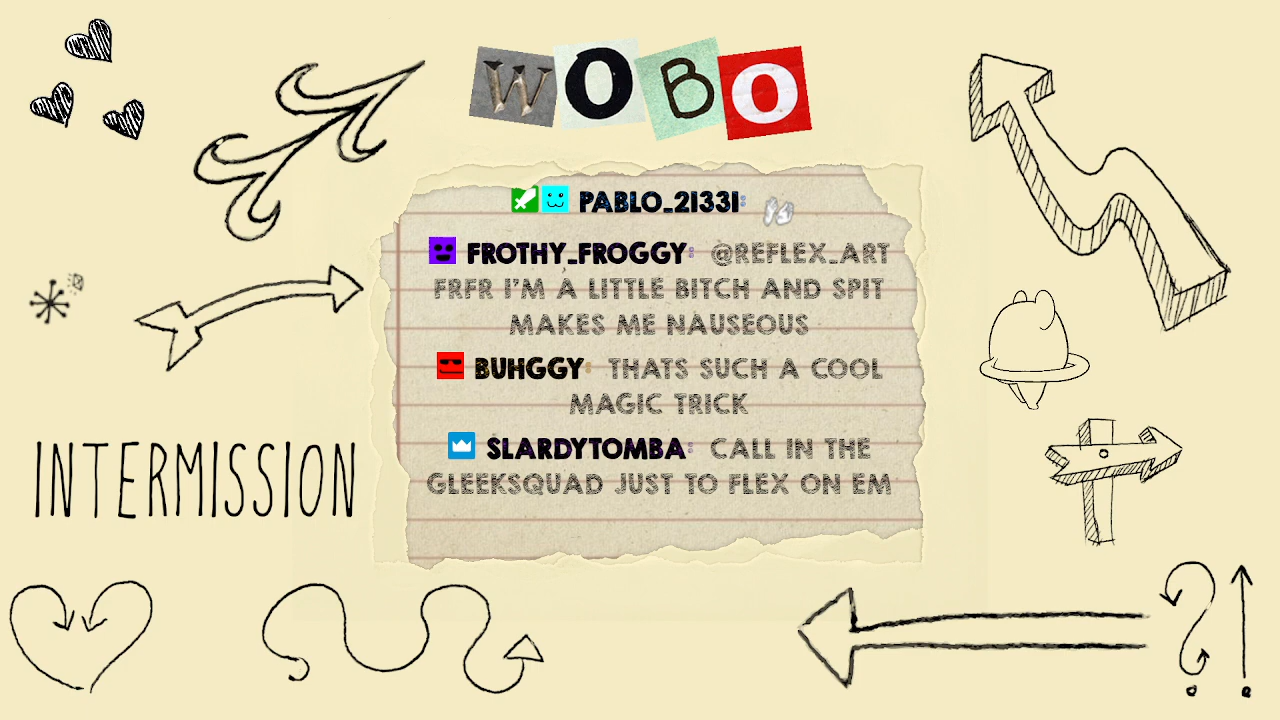 WOBO
PABLO_21331:
FROTHY_FROGGY: @REFLEX_ART
FRFR I'M A LITTLE BITCH AND SPIT
MAKES ME NAUSEOUS
BUHGGY: THATS SUCH A COOL
MAGIC TRICK
SLARDYTOMBA: CALL IN THE
GLEEKSQUAD JUST TO FLEX ON EM
INTERMISSION